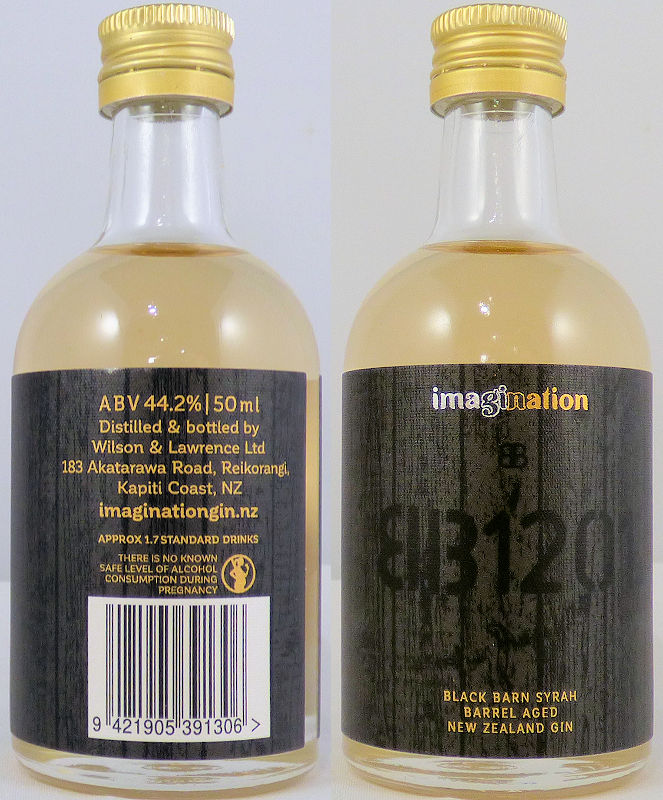 ABV 44.2% | 50ml
Distilled & bottled by
Wilson & Lawrence Ltd
183 Akatarawa Road, Reikorangi,
Kapiti Coast, NZ
imaginationgin.nz
APPROX 1.7 STANDARD DRINKS
THERE IS NO KNOWN
SAFE LEVEL OF ALCOHOL
CONSUMPTION DURING
PREGNANCY
9 421905 391306 >
imagination
BLACK BARN SYRAH
BARREL AGED
NEW ZEALAND GIN